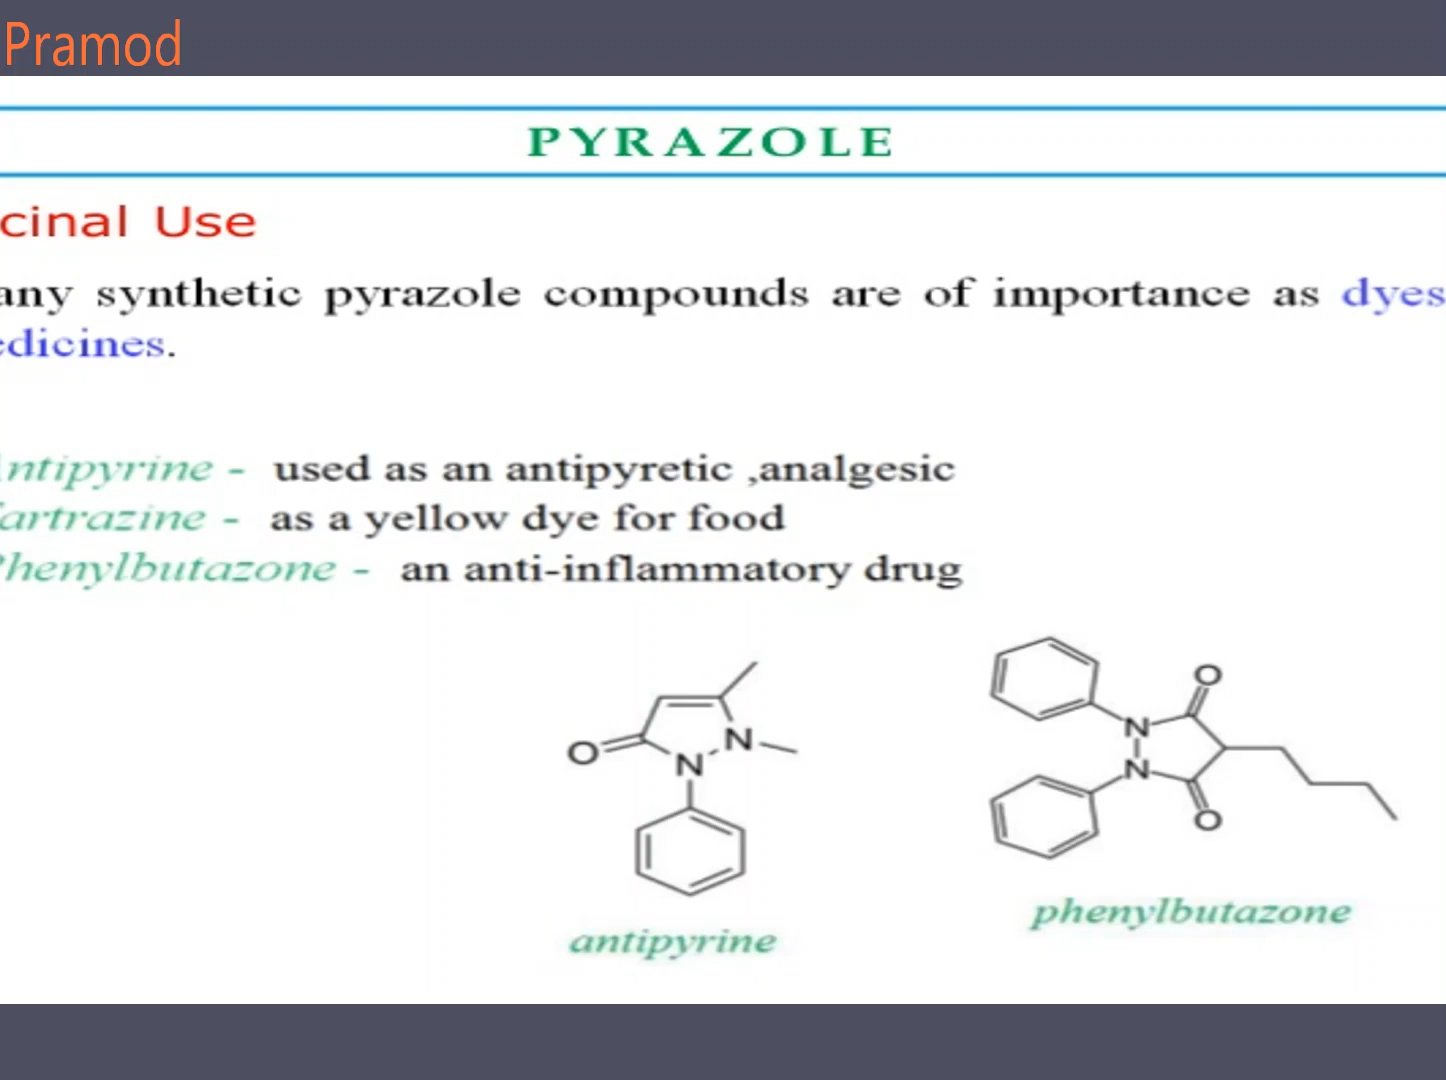 Pramod
PYRAZOLE
cinal Use
any synthetic pyrazole compounds are of importance as dyes
edicines.
ntipyrine - used as an antipyretic ,analgesic
artrazine - as a yellow dye for food
henylbutazone - an anti-inflammatory drug
O
N
N
antipyrine
O
N
N
O
phenylbutazone